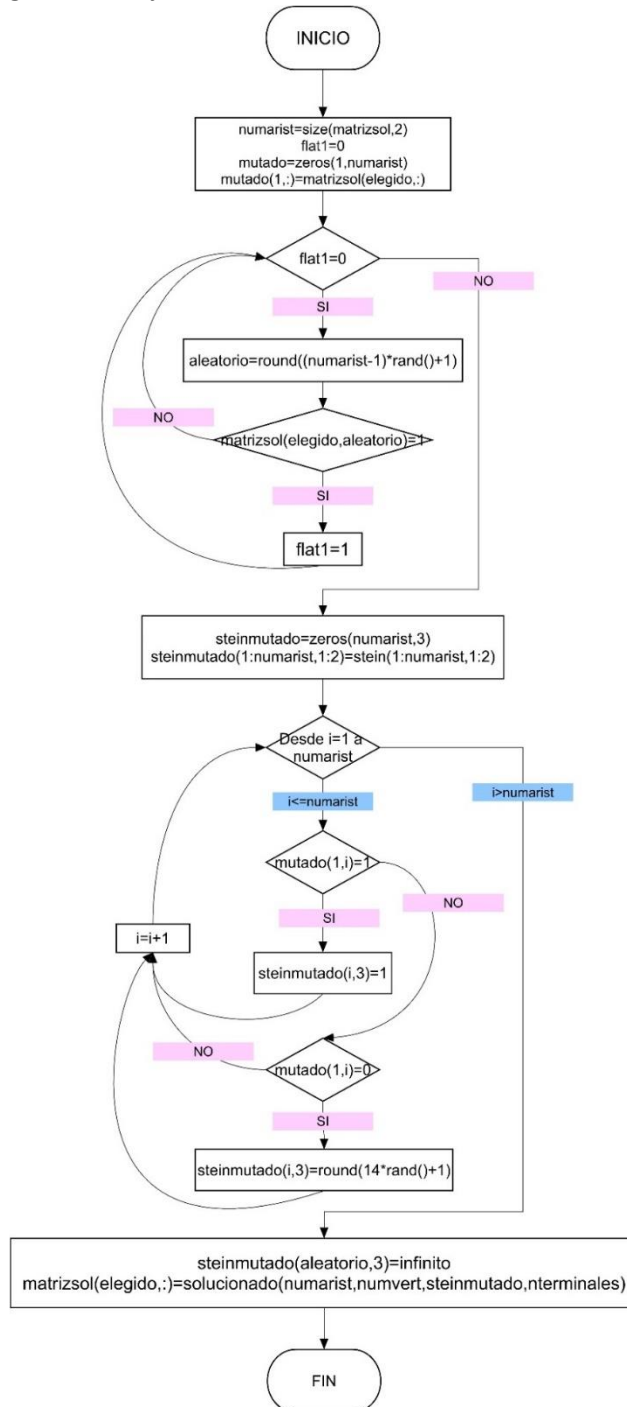 INICIO
numarist=size(matrizsol,2)
flat1=0
mutado=zeros(1,numarist)
mutado(1,:)=matrizsol(elegido,:)
flat1=0
NO
SI
aleatorio=round((numarist-1)*rand()+1)
NO
matrizsol(elegido,aleatorio)=1
SI
flat1=1
steinmutado=zeros(numarist,3)
steinmutado(1:numarist,1:2)=stein(1:numarist,1:2)
Desde i=1 a
numarist
i<=numarist
i>numarist
mutado(1,i)=1
NO
SI
i=i+1
steinmutado(i,3)=1
NO
mutado(1,i)=0
SI
steinmutado(i,3)=round(14*rand()+1)
steinmutado(aleatorio,3)=infinito
matrizsol(elegido,:)=solucionado(numarist,numvert,steinmutado,nterminales)
FIN